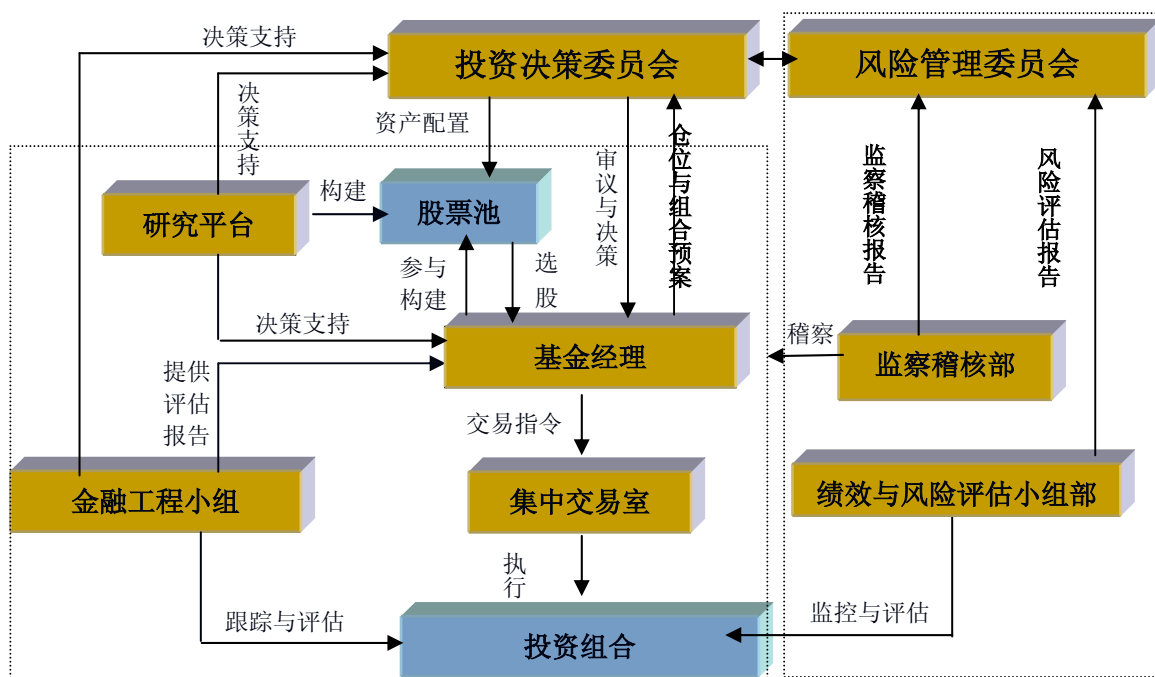 决策支持
投资决策委员会
风险管理委员会
决策支持
资产配置
审议与决策
仓位与组合预案
监察稽核报告
风险评估报告
研究平台
构建
股票池
参与
构建
选股
决策支持
基金经理
稽察
监察稽核部
提供
评估
报告
交易指令
金融工程小组
集中交易室
绩效与风险评估小组部
执行
跟踪与评估
投资组合
监控与评估